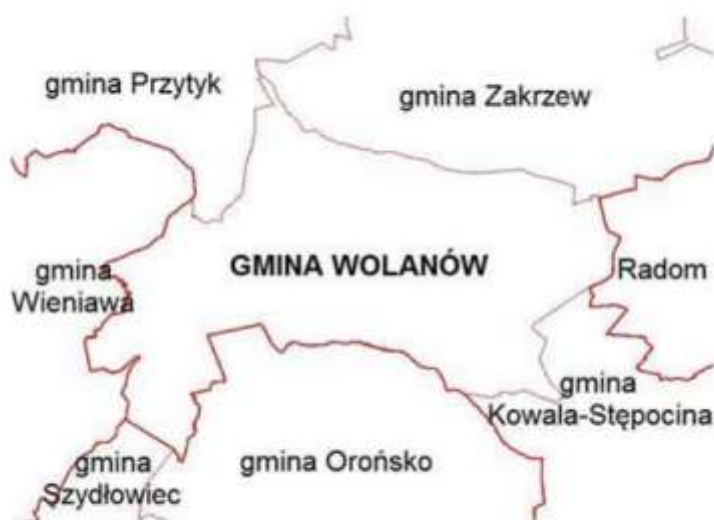 gmina Przytyk
gmina Zakrzew
gmina
Wieniawa
GMINA WOLANÓW
Radom
gmina
Kowala-Stępocina
gmina Orońsko
gmina
Szydłowiec